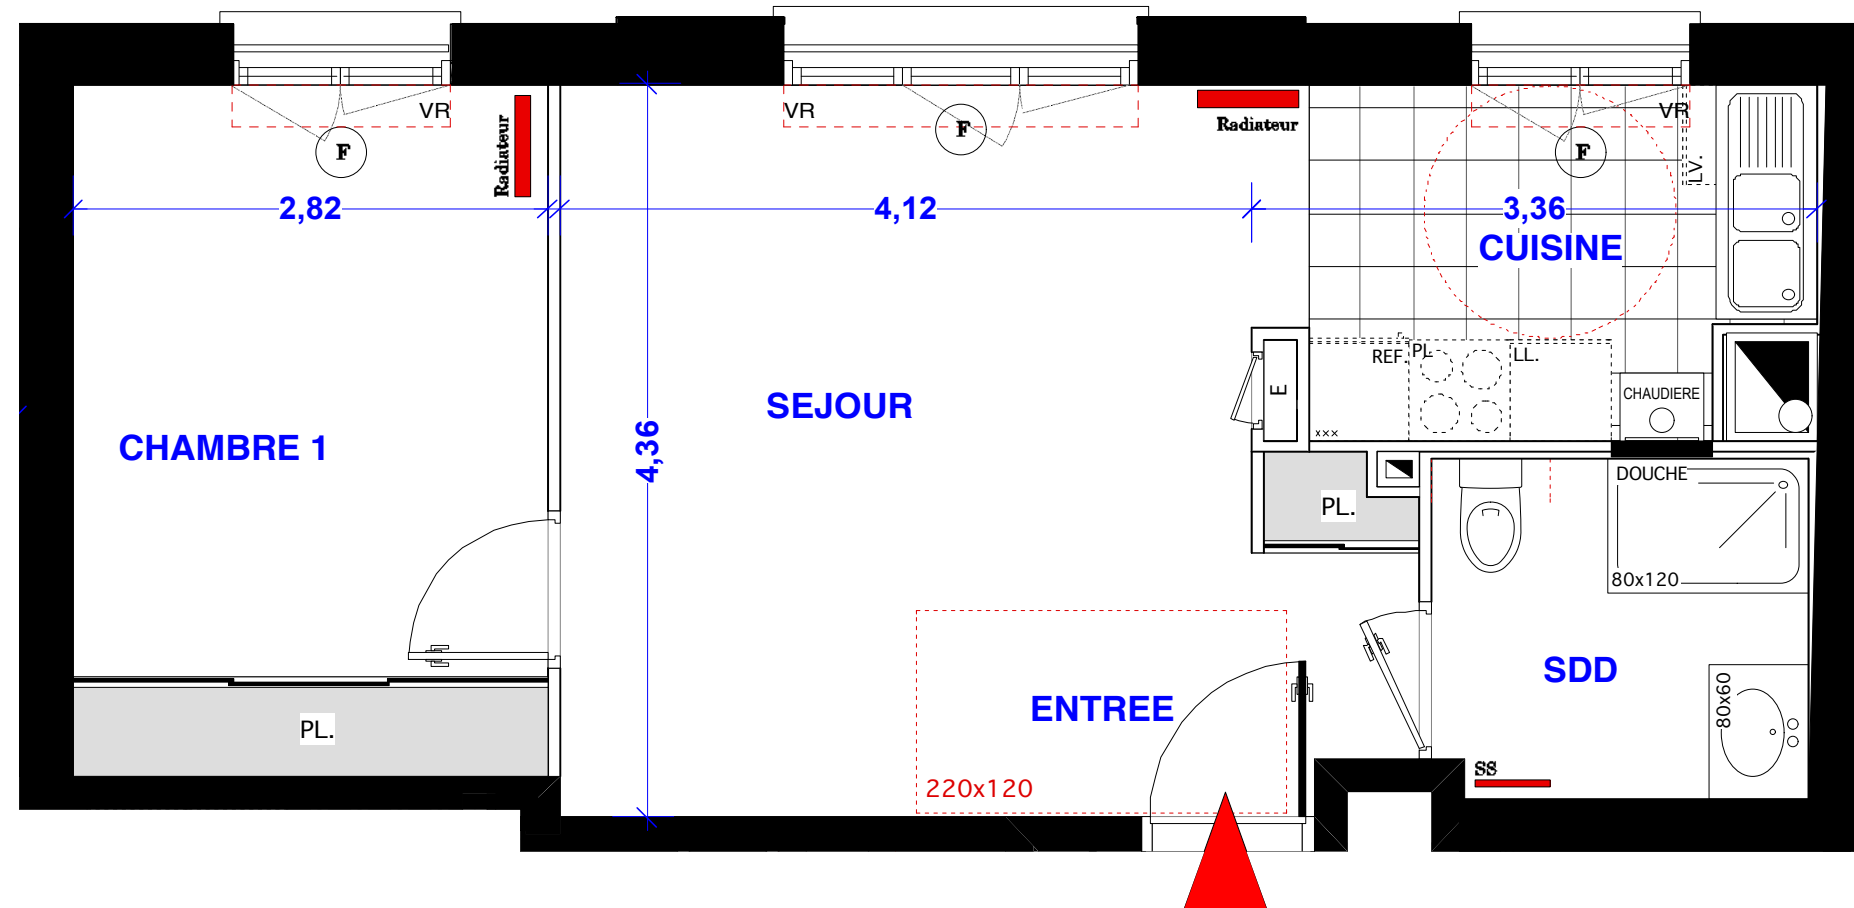 VR
VR
VR
F
F
F
Radiateur
Radiateur
LV.
2,82
4,12
3,36
CUISINE
REF.
PL
LL.
E
CHAUDIERE
xxx
SEJOUR
4,36
CHAMBRE 1
DOUCHE
PL.
80x120
SDD
80x60
ENTREE
PL.
SS
220x120